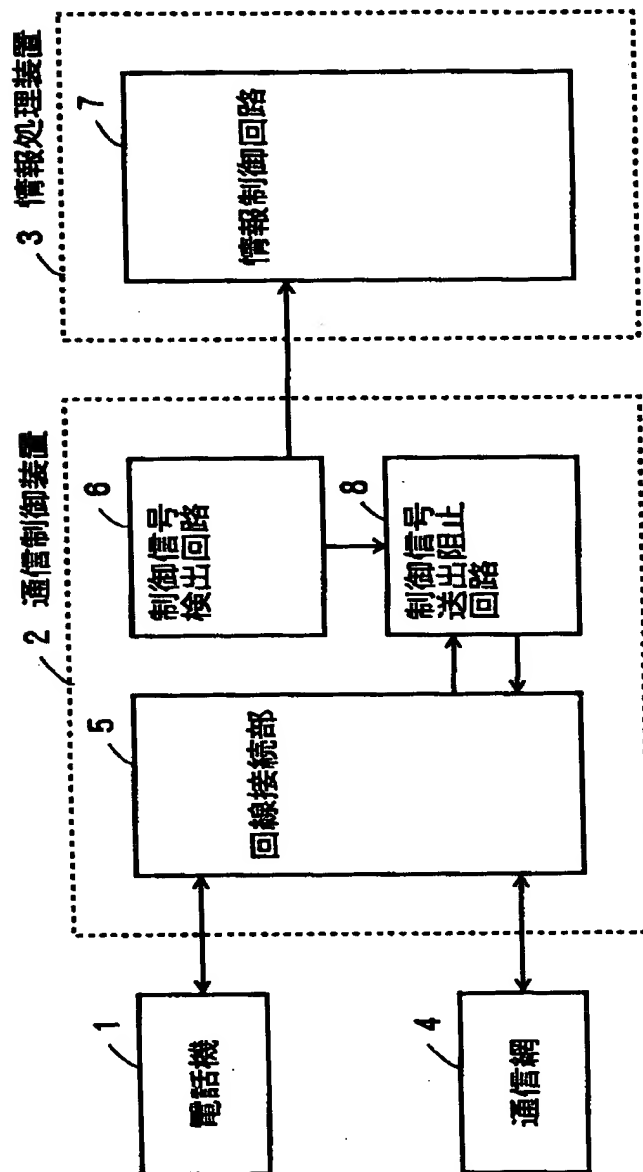 1
電話機
4
通信網
2 通信制御装置
5
回線接続部
6
制御信号
検出回路
8
制御信号
送出阻止
回路
3 情報処理装置
7
情報制御回路